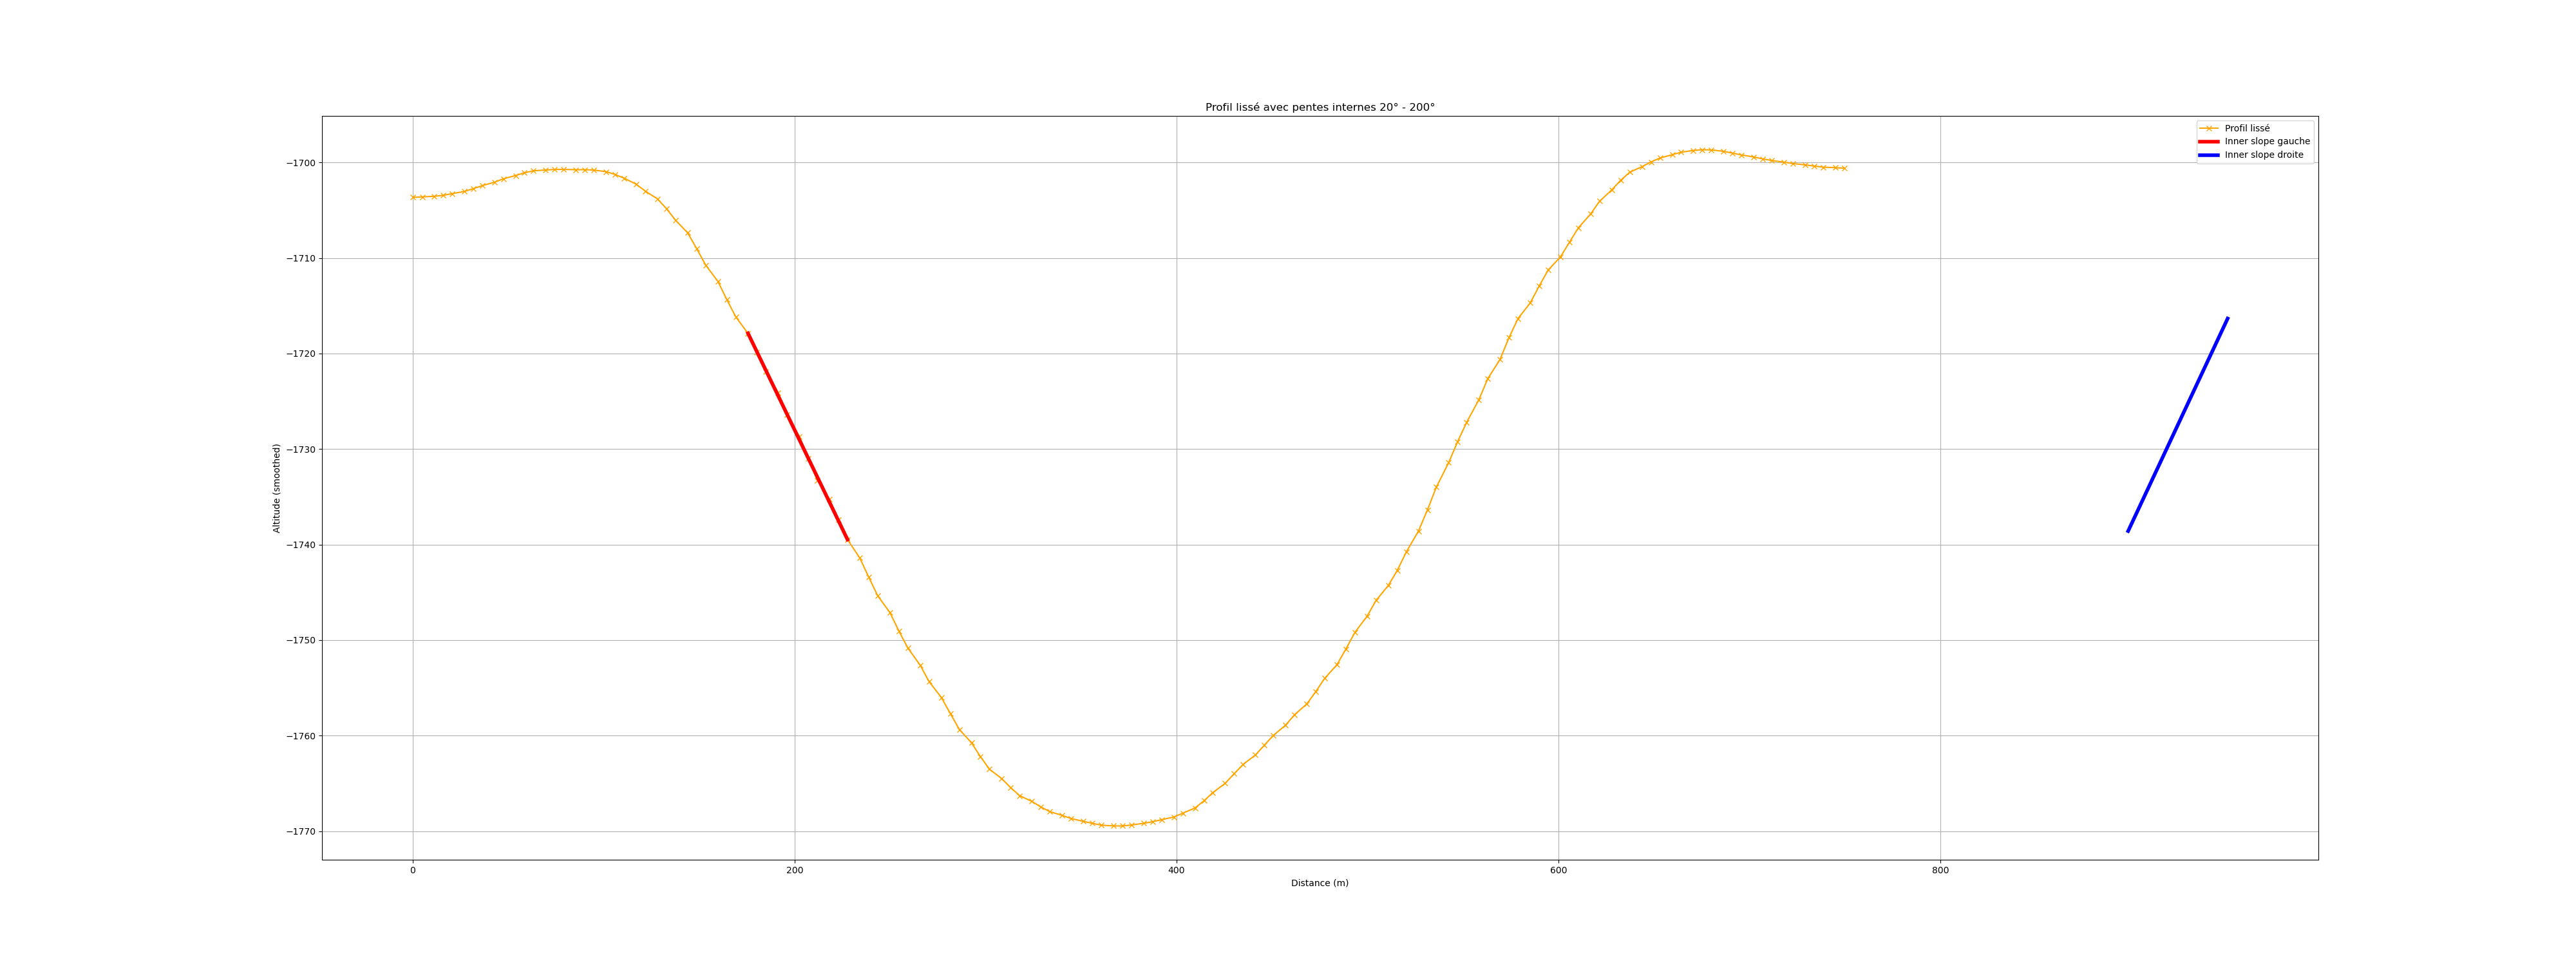 Profil lissé avec pentes internes 20° - 200°
Profil lissé
Inner slope gauche
Inner slope droite
−1700
−1710
−1720
−1730
−1740
−1750
−1760
−1770
Altitude (smoothed)
0
200
400
600
800
Distance (m)